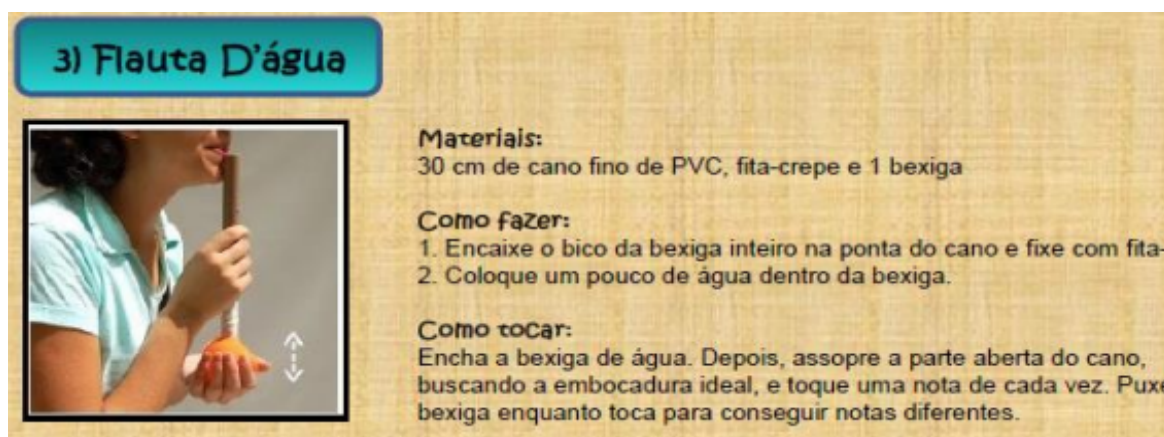 3) Flauta D'água
Materiais:
30 cm de cano fino de PVC, fita-crepe e 1 bexiga
Como fazer:
1. Encaixe o bico da bexiga inteiro na ponta do cano e fixe com fita-
2. Coloque um pouco de água dentro da bexiga.
Como tocar:
Encha a bexiga de água. Depois, assopre a parte aberta do cano,
buscando a embocadura ideal, e toque uma nota de cada vez. Puxe
bexiga enquanto toca para conseguir notas diferentes.